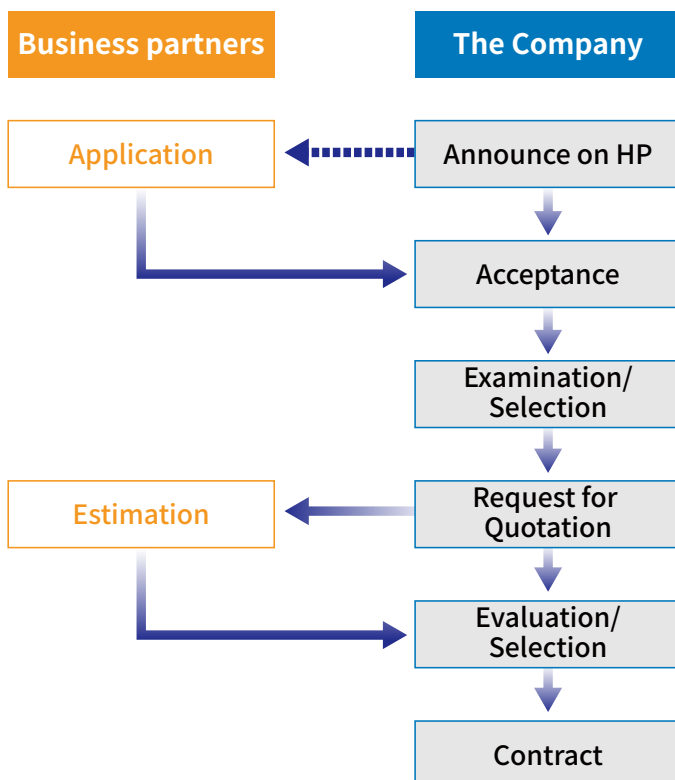 Business partners
The Company
Application
Announce on HP
Acceptance
Examination/
Selection
Estimation
Request for
Quotation
Evaluation/
Selection
Contract